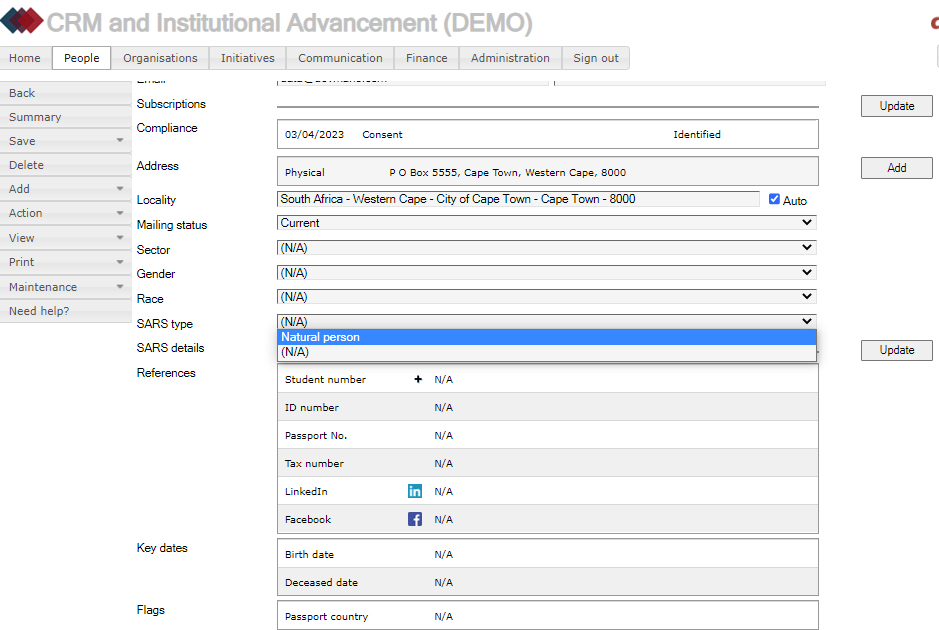 CRM and Institutional Advancement (DEMO)
Home People Organisations Initiatives Communication Finance Administration Sign out
Back
Summary
Save
Delete
Add
Action
View
Print
Maintenance
Need help?
Subscriptions Update
Compliance 03/04/2023 Consent Identified
Address Physical P O Box 5555, Cape Town, Western Cape, 8000 Add
Locality South Africa - Western Cape - City of Cape Town - Cape Town - 8000 Auto
Mailing status Current
Sector (N/A)
Gender (N/A)
Race (N/A)
SARS type (N/A)
Natural person
(N/A)
SARS details Update
References
Student number + N/A
ID number N/A
Passport No. N/A
Tax number N/A
LinkedIn in N/A
Facebook f N/A
Key dates
Birth date N/A
Deceased date N/A
Flags
Passport country N/A